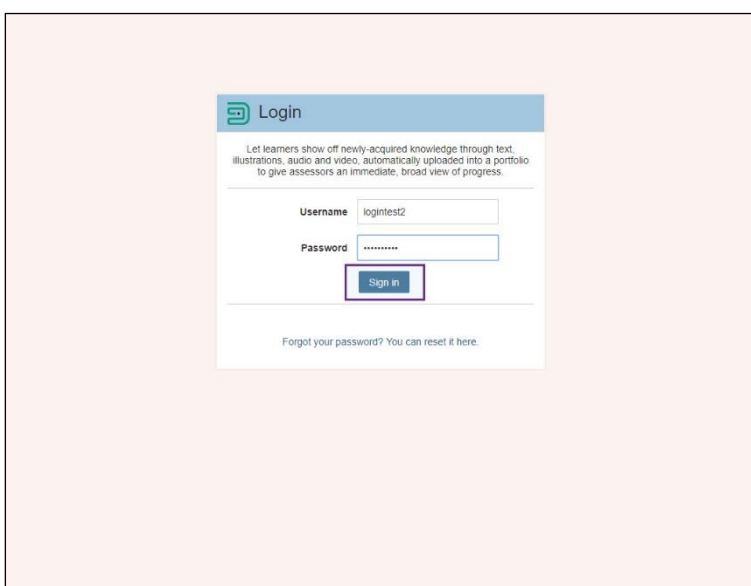 Login
Let learners show off newly-acquired knowledge through text,
illustrations, audio and video, automatically uploaded into a portfolio
to give assessors an immediate, broad view of progress.
Username logintest2
Password ··········
Sign in
Forgot your password? You can reset it here.